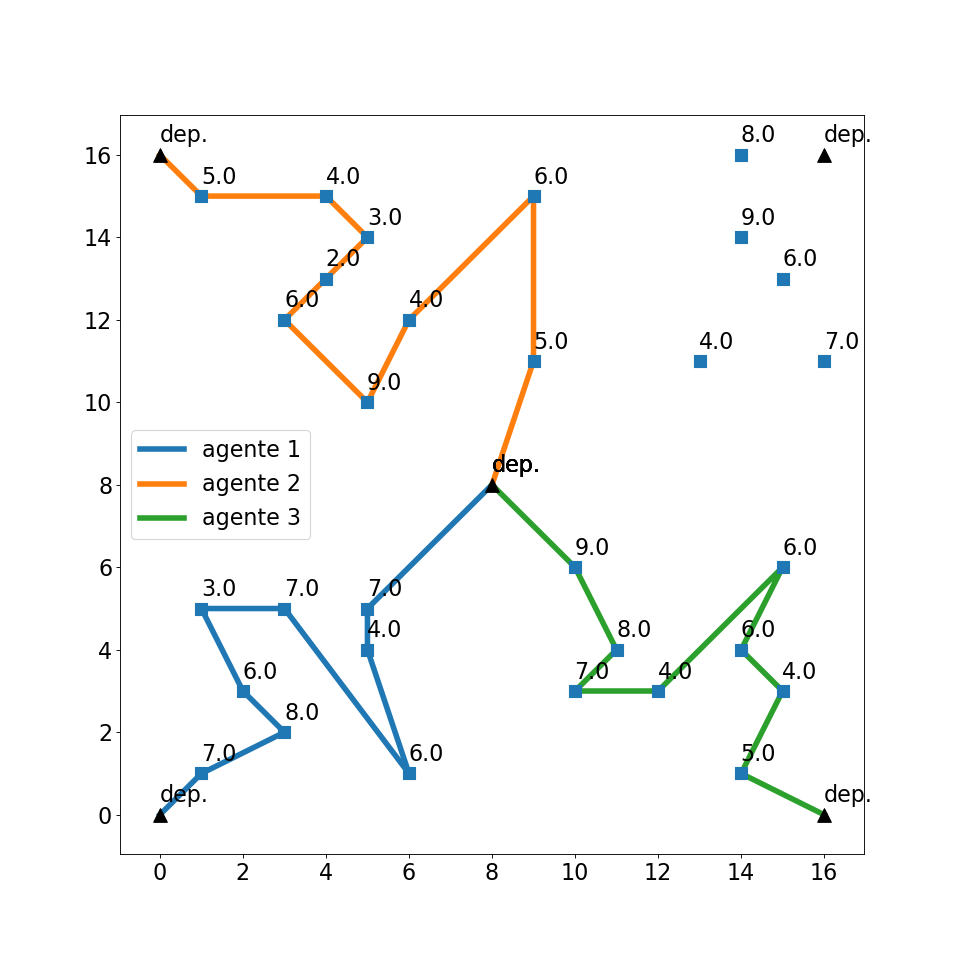 dep. 8.0 dep.
16
5.0 4.0 6.0
3.0 9.0
14
2.0 6.0
6.0 4.0
12
5.0 4.0 7.0
9.0
10
agente 1
dep.
8
agente 2
agente 3
9.0 6.0
6
3.0 7.0 7.0
4.0 8.0 6.0
4
6.0 7.0 4.0 4.0
8.0
2
7.0 6.0 5.0
dep. dep.
0
0 2 4 6 8 10 12 14 16